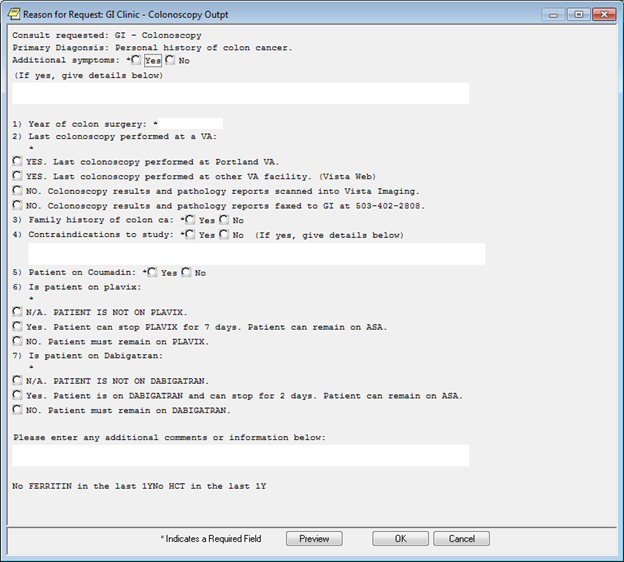 Reason for Request: GI Clinic - Colonoscopy Outpt
Consult requested: GI - Colonoscopy
Primary Diagonsis: Personal history of colon cancer.
Additional symptoms: * Yes No
(If yes, give details below)
1) Year of colon surgery: *
2) Last colonoscopy performed at a VA:
*
YES. Last colonoscopy performed at Portland VA.
YES. Last colonoscopy performed at other VA facility. (Vista Web)
NO. Colonoscopy results and pathology reports scanned into Vista Imaging.
NO. Colonoscopy results and pathology reports faxed to GI at 503-402-2808.
3) Family history of colon ca: * Yes No
4) Contraindications to study: * Yes No (If yes, give details below)
5) Patient on Coumadin: * Yes No
6) Is patient on plavix:
*
N/A. PATIENT IS NOT ON PLAVIX.
Yes. Patient can stop PLAVIX for 7 days. Patient can remain on ASA.
NO. Patient must remain on PLAVIX.
7) Is patient on Dabigatran:
*
N/A. PATIENT IS NOT ON DABIGATRAN.
Yes. Patient is on DABIGATRAN and can stop for 2 days. Patient can remain on ASA.
NO. Patient must remain on DABIGATRAN.
Please enter any additional comments or information below:
No FERRITIN in the last 1YNo HCT in the last 1Y
* Indicates a Required Field Preview OK Cancel